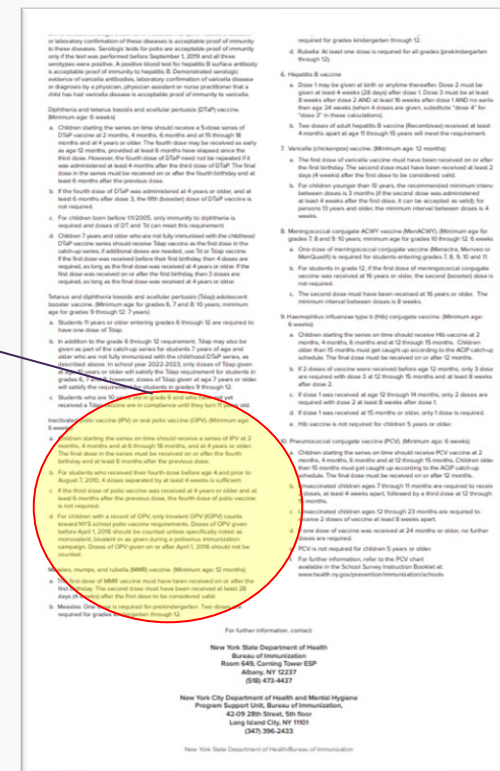 or laboratory confirmation of these diseases is acceptable proof of immunity
to these diseases. Serologic tests for polio are acceptable proof of immunity
only if the test was performed before September 1, 2019 and all three
serotypes were positive. A positive blood test for hepatitis B surface antibody
is acceptable proof of immunity to hepatitis B. Demonstrated serologic
evidence of varicella antibodies, laboratory confirmation of varicella disease
or diagnosis by a physician, physician assistant or nurse practitioner that a
child has had varicella disease is acceptable proof of immunity to varicella.
Diphtheria and tetanus toxoids and acellular pertussis (DTaP) vaccine.
(Minimum age: 6 weeks)
a. Children starting the series on time should receive a 5-dose series of
DTaP vaccine at 2 months, 4 months, 6 months and at 15 through 18
months and at 4 years or older. The fourth dose may be received as early
as age 12 months, provided at least 6 months have elapsed since the
third dose. However, the fourth dose of DTaP need not be repeated if it
was administered at least 4 months after the third dose of DTaP. The final
dose in the series must be received on or after the fourth birthday and at
least 6 months after the previous dose.
b. If the fourth dose of DTaP was administered at 4 years or older, and at
least 6 months after dose 3, the fifth (booster) dose of DTaP vaccine is
not required.
c. For children born before 1/1/2005, only immunity to diphtheria is
required and doses of DT and Td can meet this requirement.
d. Children 7 years and older who are not fully immunized with the childhood
DTaP vaccine series should receive Tdap vaccine as the first dose in the
catch-up series; if additional doses are needed, use Td or Tdap vaccine.
If the first dose was received before their first birthday, then 4 doses are
required, as long as the final dose was received at 4 years or older. If the
first dose was received on or after the first birthday, then 3 doses are
required, as long as the final dose was received at 4 years or older.
Tetanus and diphtheria toxoids and acellular pertussis (Tdap) adolescent
booster vaccine. (Minimum age for grades 6, 7 and 8: 10 years; minimum
age for grades 9 through 12: 7 years)
a. Students 11 years or older entering grades 6 through 12 are required to
have one dose of Tdap.
b. In addition to the grade 6 through 12 requirement, Tdap may also be
given as part of the catch-up series for students 7 years of age and
older who are not fully immunized with the childhood DTaP series, as
described above. In school year 2022-2023, only doses of Tdap given
at age 10 years or older will satisfy the Tdap requirement for students in
grades 6, 7 and 8; however, doses of Tdap given at age 7 years or older
will satisfy the requirement for students in grades 9 through 12.
c. Students who are 10 years old in grade 6 and who have not yet
received a Tdap vaccine are in compliance until they turn 11 years old.
Inactivated polio vaccine (IPV) or oral polio vaccine (OPV). (Minimum age:
6 weeks)
a. Children starting the series on time should receive a series of IPV at 2
months, 4 months and at 6 through 18 months, and at 4 years or older.
The final dose in the series must be received on or after the fourth
birthday and at least 6 months after the previous dose.
b. For students who received their fourth dose before age 4 and prior to
August 7, 2010, 4 doses separated by at least 4 weeks is sufficient.
c. If the third dose of polio vaccine was received at 4 years or older and at
least 6 months after the previous dose, the fourth dose of polio vaccine
is not required.
d. For children with a record of OPV, only trivalent OPV (tOPV) counts
toward NYS school polio vaccine requirements. Doses of OPV given
before April 1, 2016 should be counted unless specifically noted as
monovalent, bivalent or as given during a poliovirus immunization
campaign. Doses of OPV given on or after April 1, 2016 should not be
counted.
Measles, mumps, and rubella (MMR) vaccine. (Minimum age: 12 months)
a. The first dose of MMR vaccine must have been received on or after the
first birthday. The second dose must have been received at least 28
days (4 weeks) after the first dose to be considered valid.
b. Measles: One dose is required for prekindergarten. Two doses are
required for grades kindergarten through 12.
required for grades kindergarten through 12.
d. Rubella: At least one dose is required for all grades (prekindergarten
through 12).
6. Hepatitis B vaccine
a. Dose 1 may be given at birth or anytime thereafter. Dose 2 must be
given at least 4 weeks (28 days) after dose 1. Dose 3 must be at least
8 weeks after dose 2 AND at least 16 weeks after dose 1 AND no earlier
than age 24 weeks (when 4 doses are given, substitute "dose 4" for
"dose 3" in these calculations).
b. Two doses of adult hepatitis B vaccine (Recombivax) received at least
4 months apart at age 11 through 15 years will meet the requirement.
7. Varicella (chickenpox) vaccine. (Minimum age: 12 months)
a. The first dose of varicella vaccine must have been received on or after
the first birthday. The second dose must have been received at least 28
days (4 weeks) after the first dose to be considered valid.
b. For children younger than 13 years, the recommended minimum interval
between doses is 3 months (if the second dose was administered
at least 4 weeks after the first dose, it can be accepted as valid); for
persons 13 years and older, the minimum interval between doses is 4
weeks.
8. Meningococcal conjugate ACWY vaccine (MenACWY). (Minimum age for
grades 7, 8 and 9: 10 years; minimum age for grades 10 through 12: 6 weeks)
a. One dose of meningococcal conjugate vaccine (Menactra, Menveo or
MenQuadfi) is required for students entering grades 7, 8, 9, 10 and 11.
b. For students in grade 12, if the first dose of meningococcal conjugate
vaccine was received at 16 years or older, the second (booster) dose is
not required.
c. The second dose must have been received at 16 years or older. The
minimum interval between doses is 8 weeks.
9. Haemophilus influenzae type b (Hib) conjugate vaccine. (Minimum age:
6 weeks)
a. Children starting the series on time should receive Hib vaccine at 2
months, 4 months, 6 months and at 12 through 15 months. Children
older than 15 months must get caught up according to the ACIP catch-up
schedule. The final dose must be received on or after 12 months.
b. If 2 doses of vaccine were received before age 12 months, only 3 doses
are required with dose 3 at 12 through 15 months and at least 8 weeks
after dose 2.
c. If dose 1 was received at age 12 through 14 months, only 2 doses are
required with dose 2 at least 8 weeks after dose 1.
d. If dose 1 was received at 15 months or older, only 1 dose is required.
e. Hib vaccine is not required for children 5 years or older.
10. Pneumococcal conjugate vaccine (PCV). (Minimum age: 6 weeks)
a. Children starting the series on time should receive PCV vaccine at 2
months, 4 months, 6 months and at 12 through 15 months. Children older
than 15 months must get caught up according to the ACIP catch-up
schedule. The final dose must be received on or after 12 months.
Unvaccinated children ages 7 through 11 months are required to receive
2 doses, at least 4 weeks apart, followed by a third dose at 12 through
15 months.
Unvaccinated children ages 12 through 23 months are required to
receive 2 doses of vaccine at least 8 weeks apart.
If one dose of vaccine was received at 24 months or older, no further
doses are required.
PCV is not required for children 5 years or older.
For further information, refer to the PCV chart
available in the School Survey Instruction Booklet at:
www.health.ny.gov/prevention/immunization/schools
For further information, contact:
New York State Department of Health
Bureau of Immunization
Room 649, Corning Tower ESP
Albany, NY 12237
(518) 473-4437
New York City Department of Health and Mental Hygiene
Program Support Unit, Bureau of Immunization,
42-09 28th Street, 5th floor
Long Island City, NY 11101
(347) 396-2433
New York State Department of Health/Bureau of Immunization